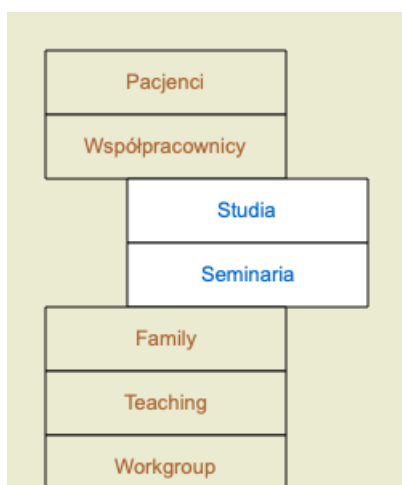 Pacjenci
Współpracownicy
Studia
Seminaria
Family
Teaching
Workgroup